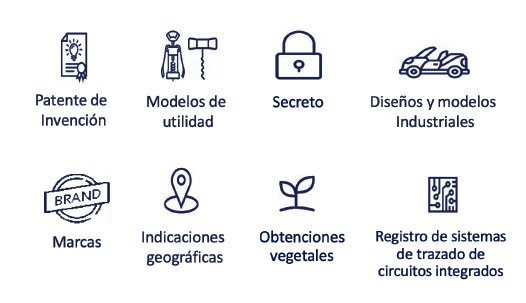 Patente de
Invención
Modelos de
utilidad
Secreto
Diseños y modelos
Industriales
BRAND
Marcas
Indicaciones
geográficas
Obtenciones
vegetales
Registro de sistemas
de trazado de
circuitos integrados